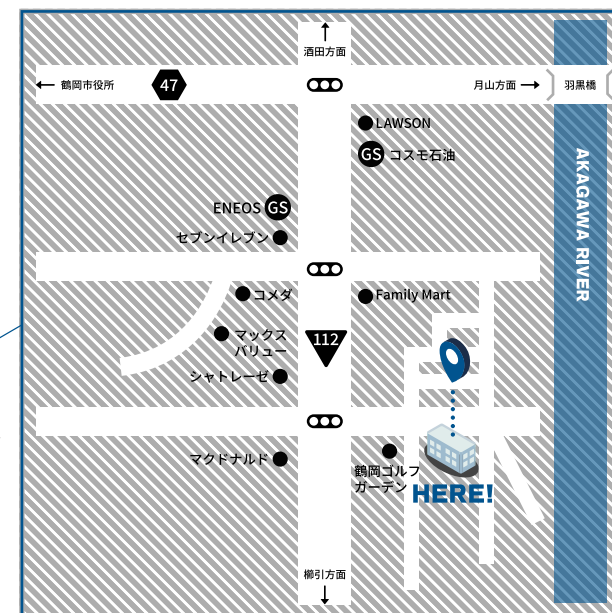 酒田方面
鶴岡市役所
47
月山方面
羽黒橋
LAWSON
GS コスモ石油
AKAGAWA RIVER
ENEOS GS
セブンイレブン
コメダ
Family Mart
マックス
バリュー
112
シャトレーゼ
マクドナルド
鶴岡ゴルフ
ガーデン
HERE!
櫛引方面